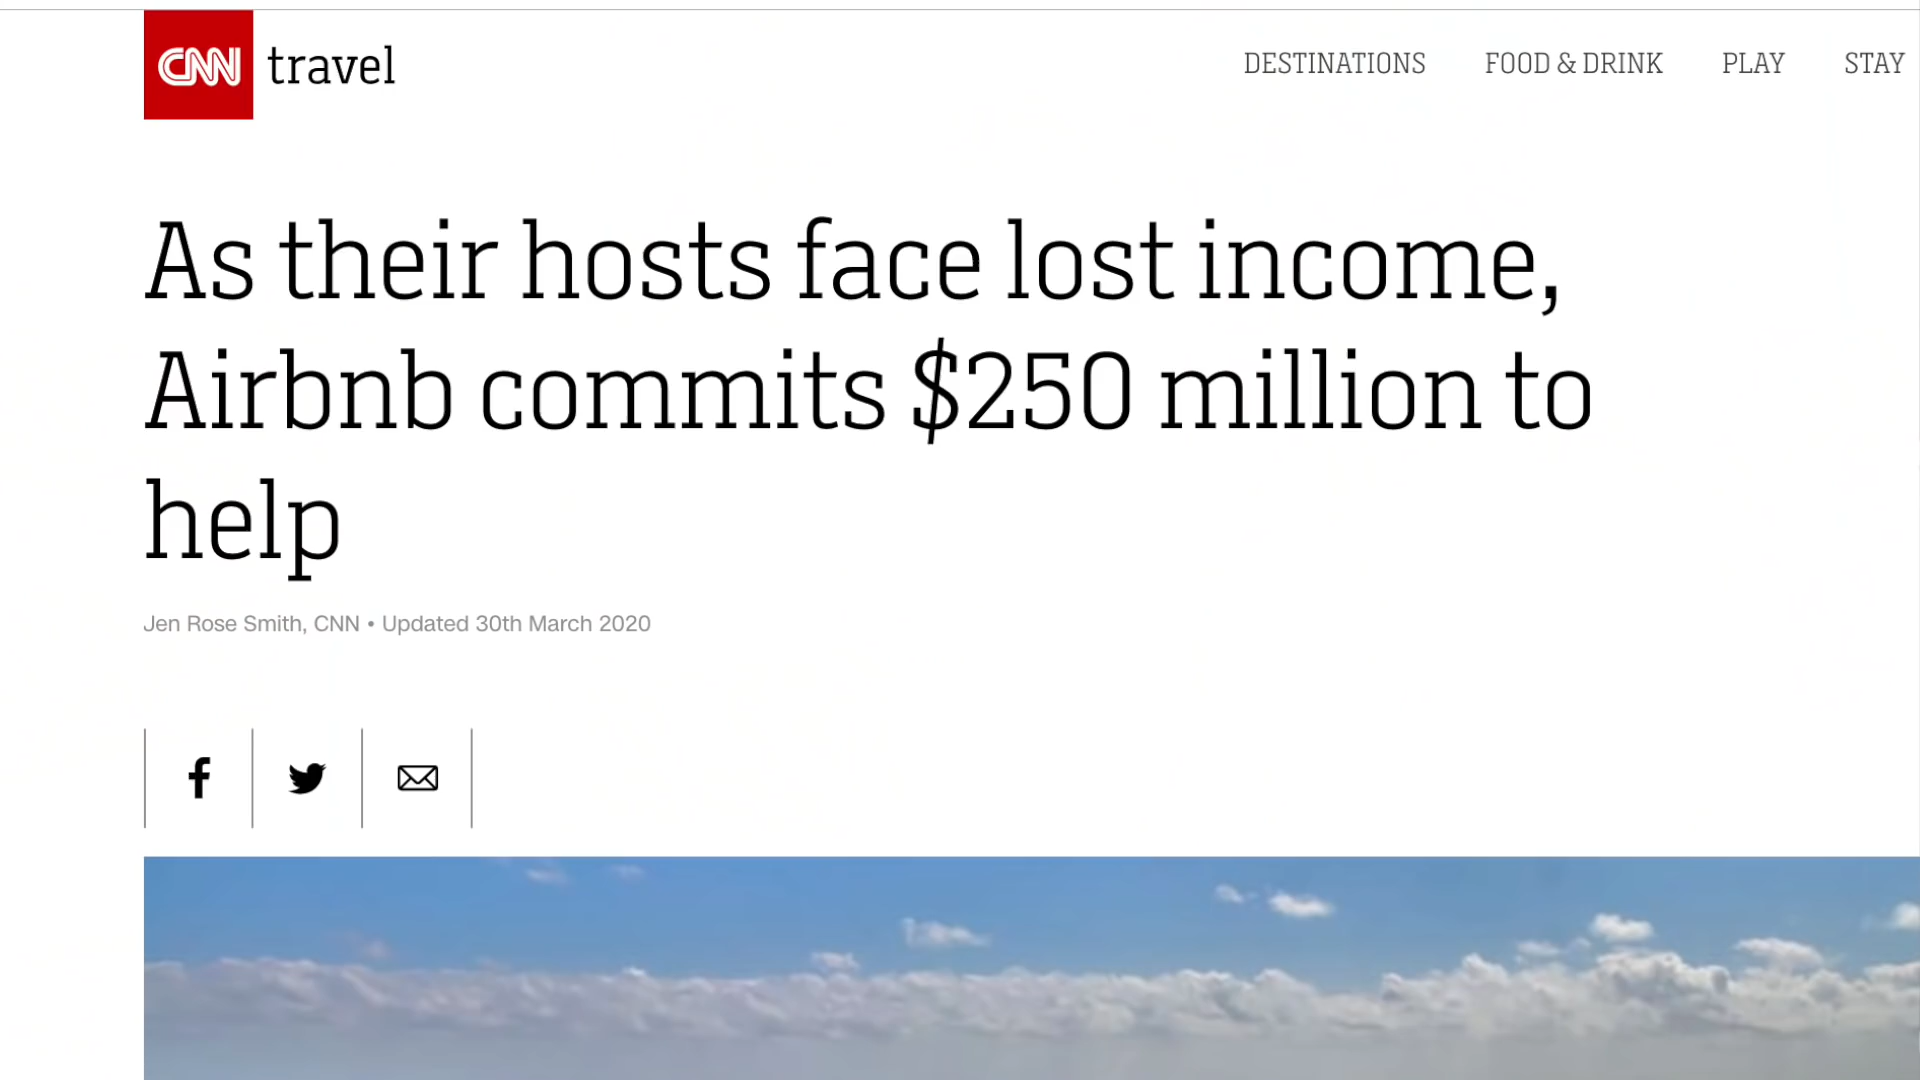 CNN travel
DESTINATIONS FOOD & DRINK PLAY STAY
As their hosts face lost income,
Airbnb commits $250 million to
help
Jen Rose Smith, CNN • Updated 30th March 2020